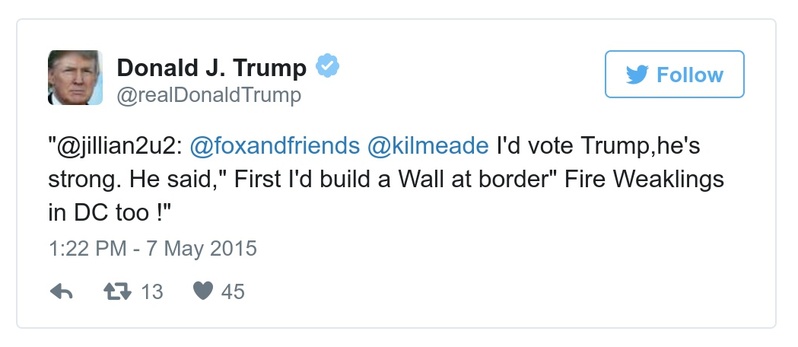 Donald J. Trump
@realDonaldTrump
Follow
"@jillian2u2: @foxandfriends @kilmeade I'd vote Trump,he's
strong. He said," First I'd build a Wall at border" Fire Weaklings
in DC too !"
1:22 PM - 7 May 2015
13 45